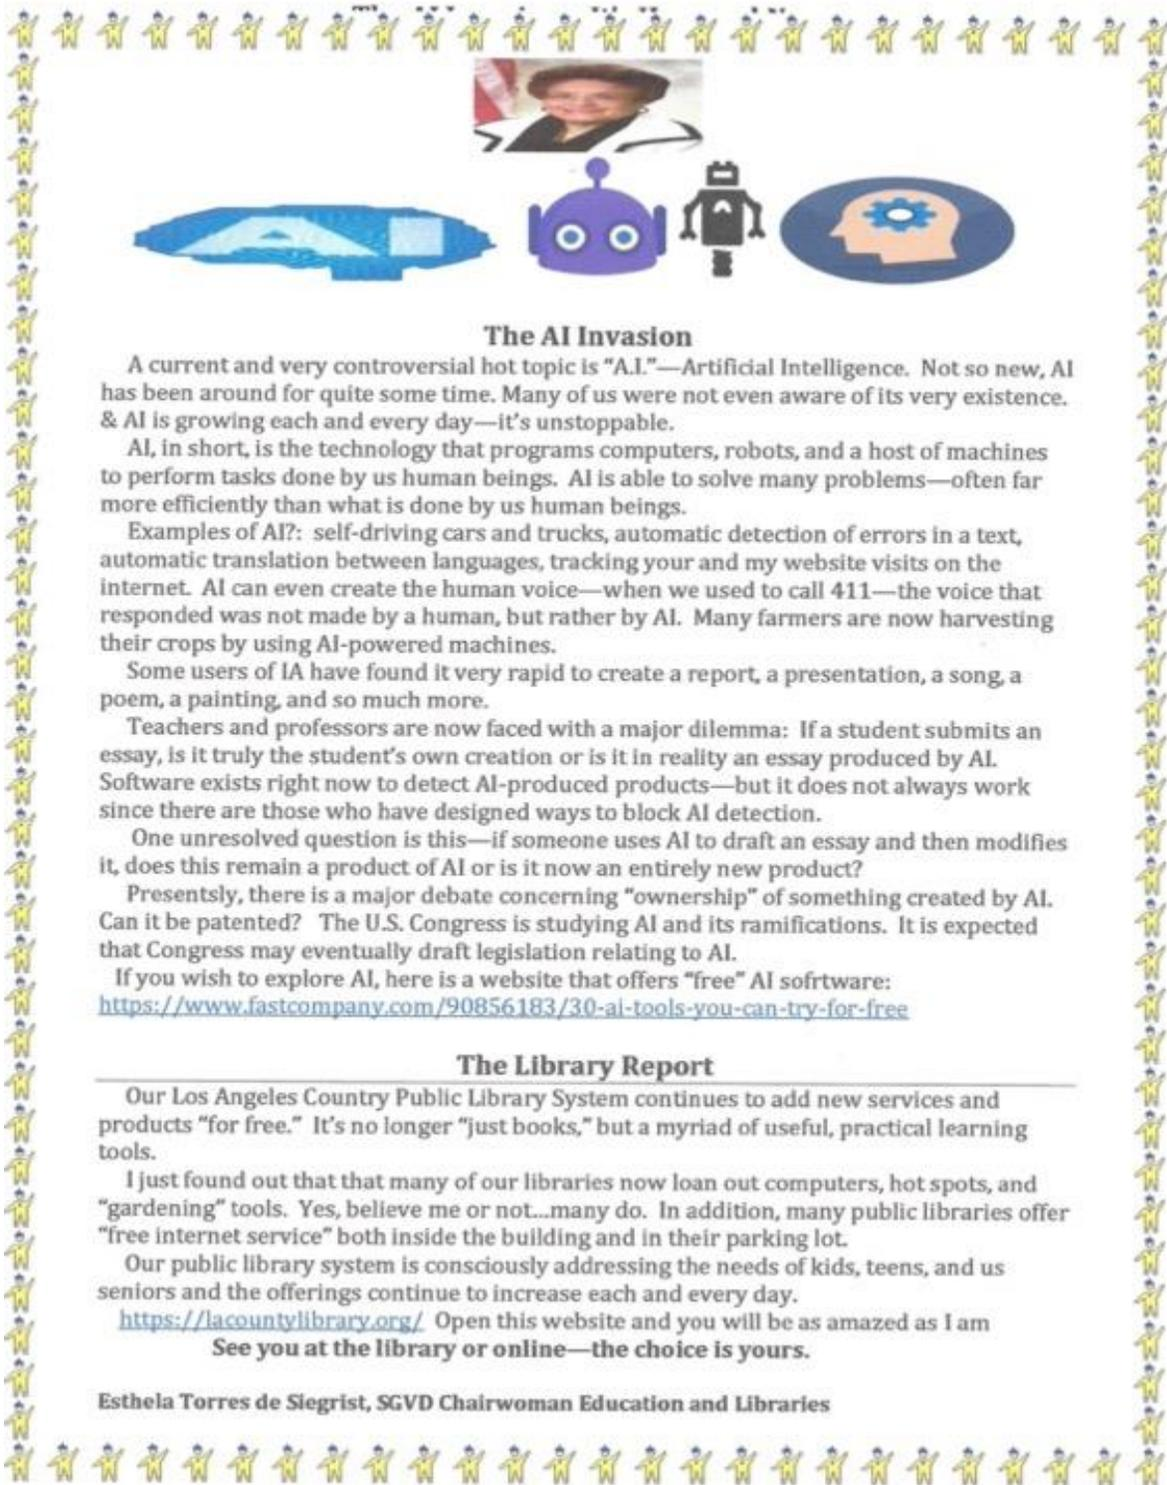 AI
The AI Invasion
A current and very controversial hot topic is “A.I.”—Artificial Intelligence.  Not so new, AI
has been around for quite some time. Many of us were not even aware of its very existence.
& AI is growing each and every day—it’s unstoppable.
AI, in short, is the technology that programs computers, robots, and a host of machines
to perform tasks done by us human beings.  AI is able to solve many problems—often far
more efficiently than what is done by us human beings.
Examples of AI?:  self-driving cars and trucks, automatic detection of errors in a text,
automatic translation between languages, tracking your and my website visits on the
internet.  AI can even create the human voice—when we used to call 411—the voice that
responded was not made by a human, but rather by AI.  Many farmers are now harvesting
their crops by using AI-powered machines.
Some users of IA have found it very rapid to create a report, a presentation, a song, a
poem, a painting, and so much more.
Teachers and professors are now faced with a major dilemma:  If a student submits an
essay, is it truly the student’s own creation or is it in reality an essay produced by AI.
Software exists right now to detect AI-produced products—but it does not always work
since there are those who have designed ways to block AI detection.
One unresolved question is this—if someone uses AI to draft an essay and then modifies
it, does this remain a product of AI or is it now an entirely new product?
Presentsly, there is a major debate concerning “ownership” of something created by AI.
Can it be patented?   The U.S. Congress is studying AI and its ramifications.  It is expected
that Congress may eventually draft legislation relating to AI.
If you wish to explore AI, here is a website that offers “free” AI sofrtware:
https://www.fastcompany.com/90856183/30-ai-tools-you-can-try-for-free
The Library Report
Our Los Angeles Country Public Library System continues to add new services and
products “for free.”  It’s no longer “just books,” but a myriad of useful, practical learning
tools.
I just found out that that many of our libraries now loan out computers, hot spots, and
“gardening” tools.  Yes, believe me or not...many do.  In addition, many public libraries offer
“free internet service” both inside the building and in their parking lot.
Our public library system is consciously addressing the needs of kids, teens, and us
seniors and the offerings continue to increase each and every day.
https://lacountylibrary.org/  Open this website and you will be as amazed as I am
See you at the library or online—the choice is yours.
Esthela Torres de Siegrist, SGVD Chairwoman Education and Libraries